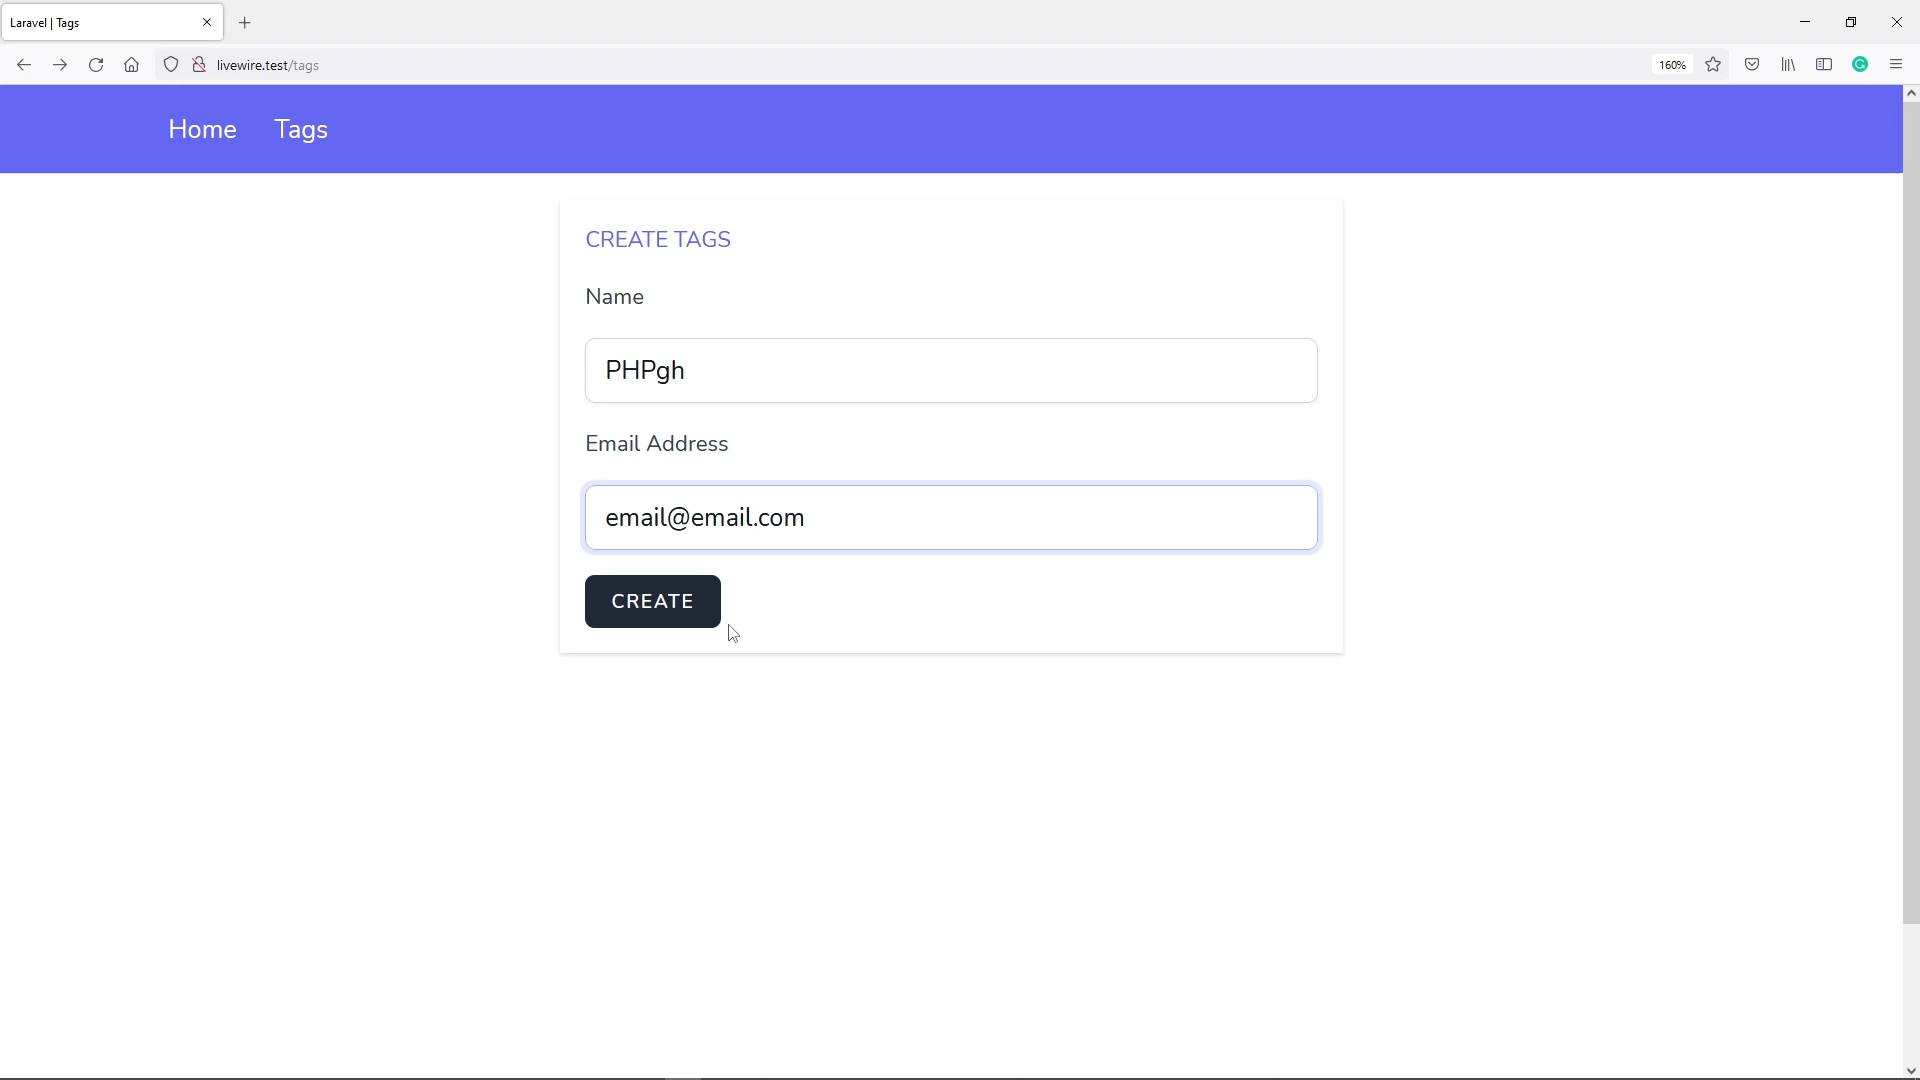 Laravel | Tags
livewire.test/tags
160%
Home Tags
CREATE TAGS
Name
PHPgh
Email Address
email@email.com
CREATE